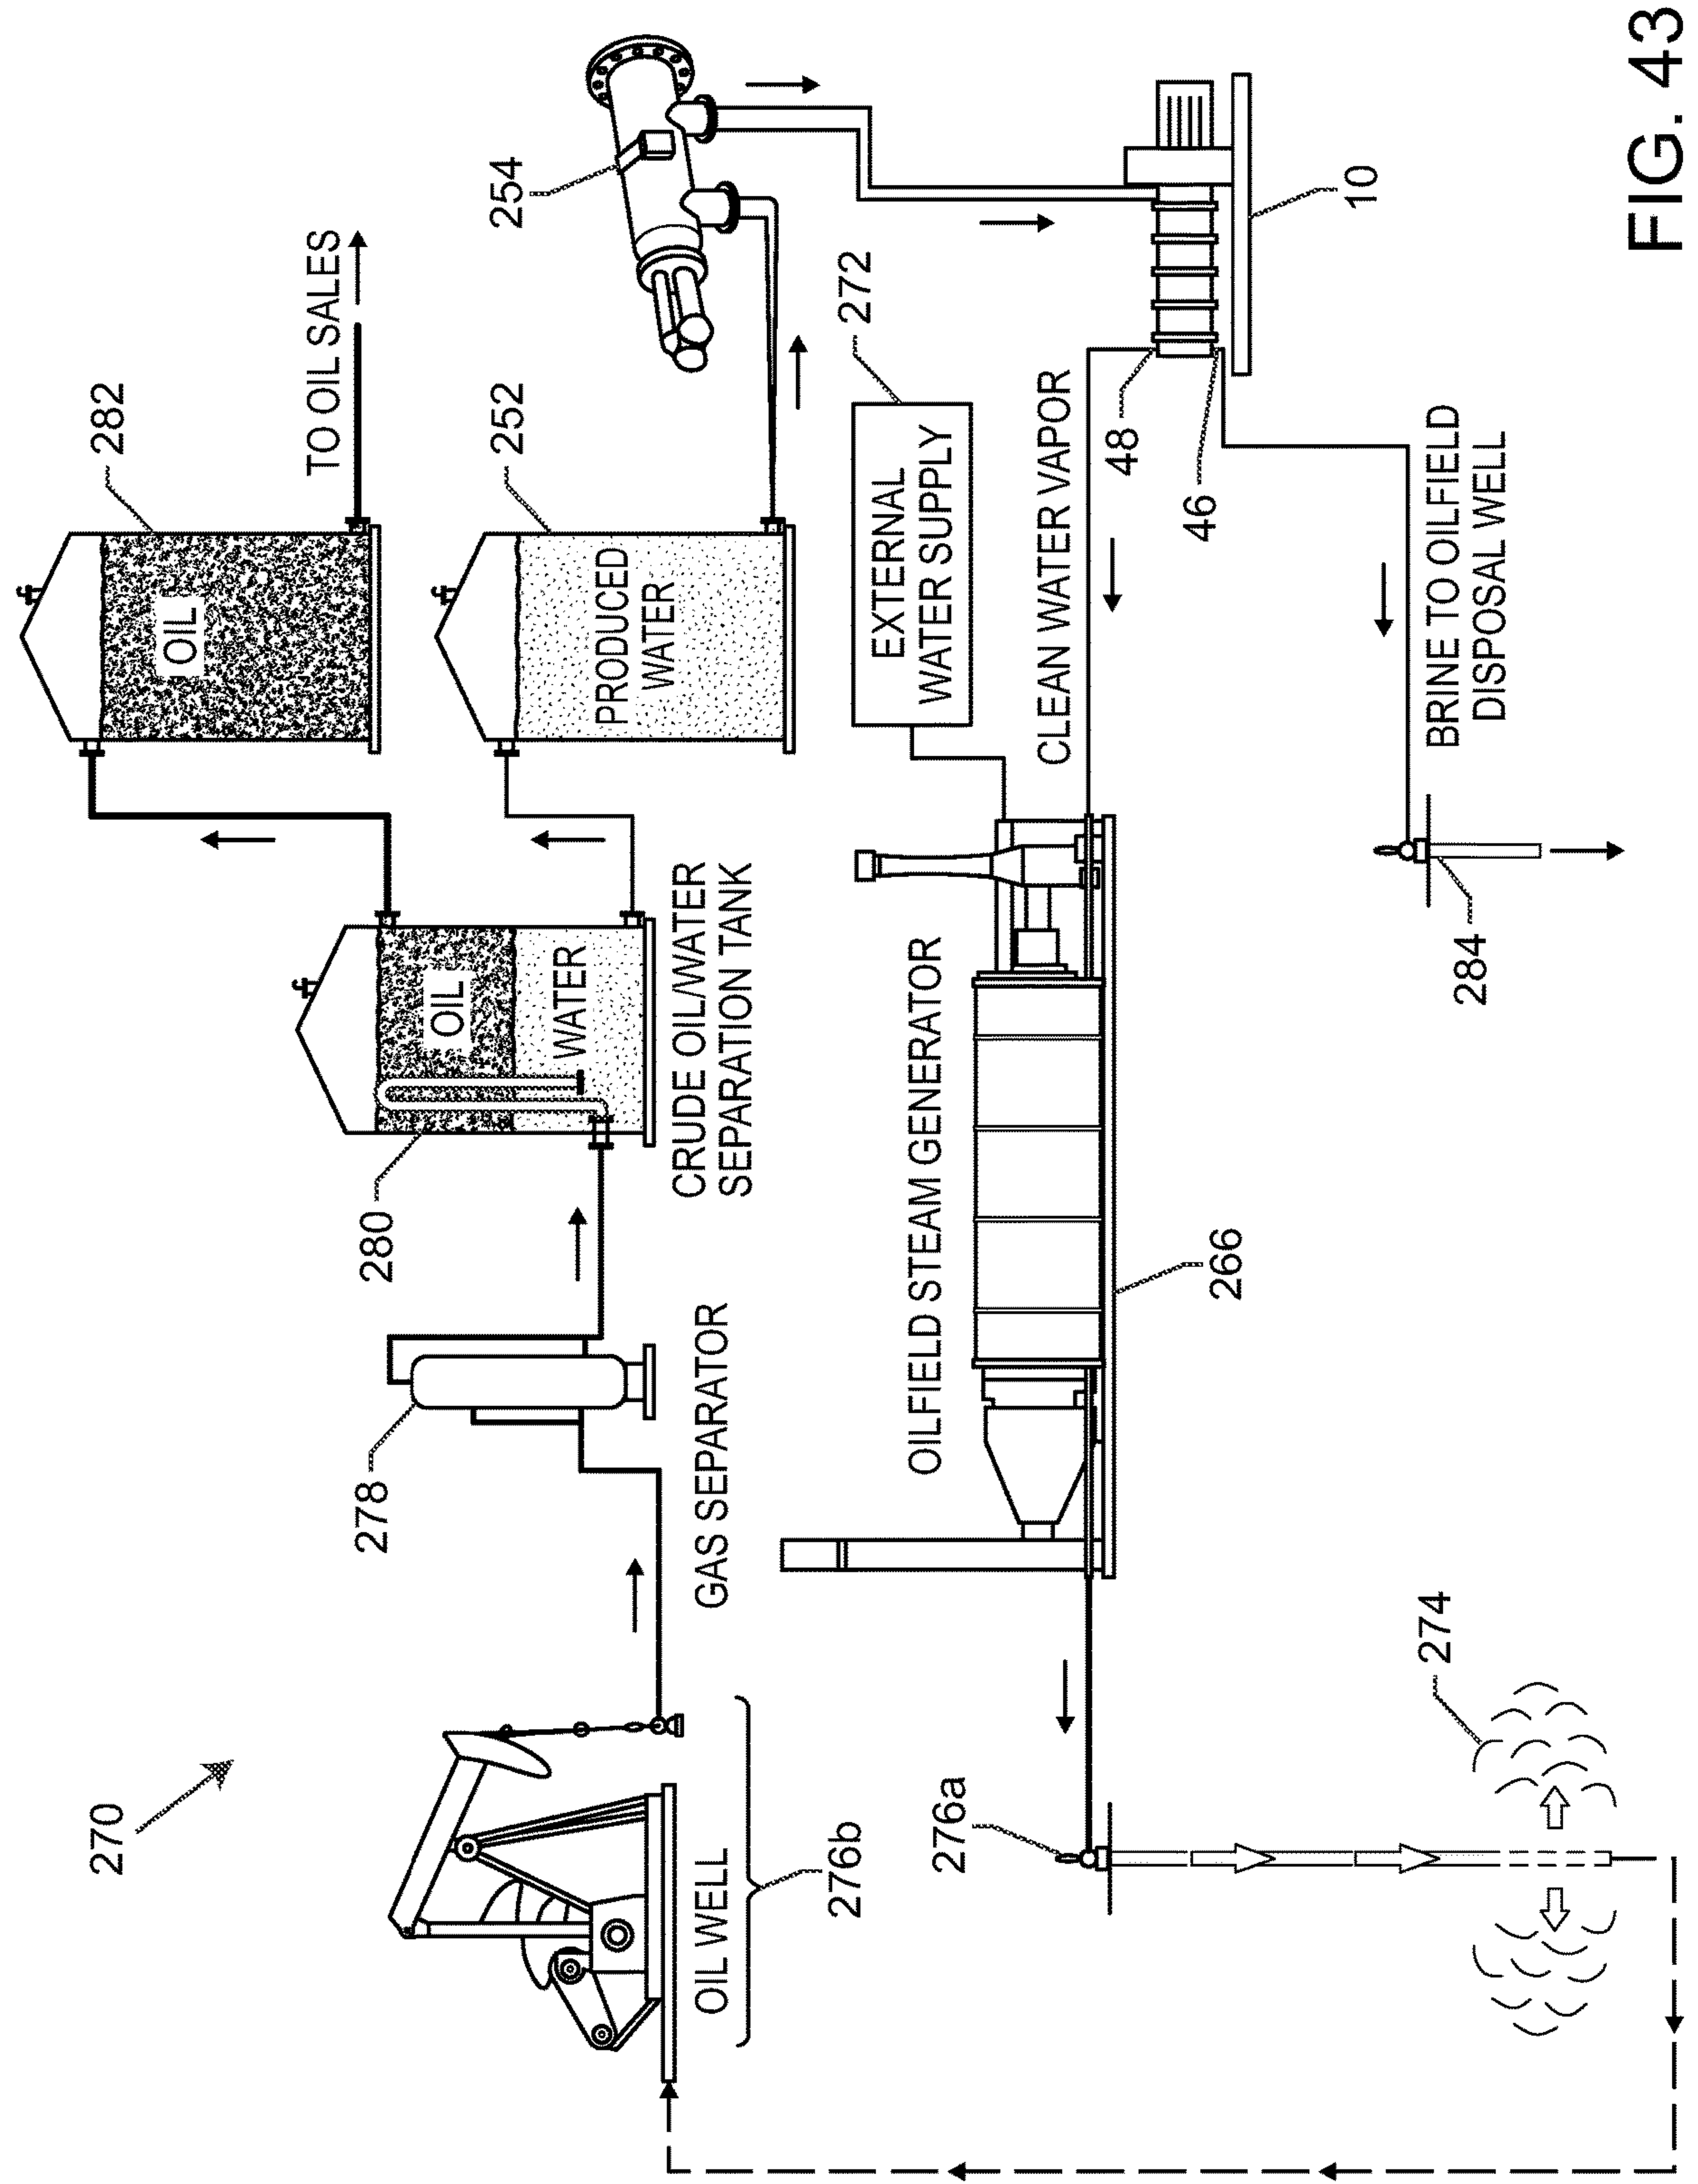 270
OIL WELL
276b
278
GAS SEPARATOR
280
OIL
WATER
CRUDE OIL/WATER
SEPARATION TANK
282
OIL
TO OIL SALES
252
PRODUCED
WATER
254
272
EXTERNAL
WATER SUPPLY
OILFIELD STEAM GENERATOR
266
CLEAN WATER VAPOR
48
46
10
BRINE TO OILFIELD
DISPOSAL WELL
284
276a
274
FIG. 43